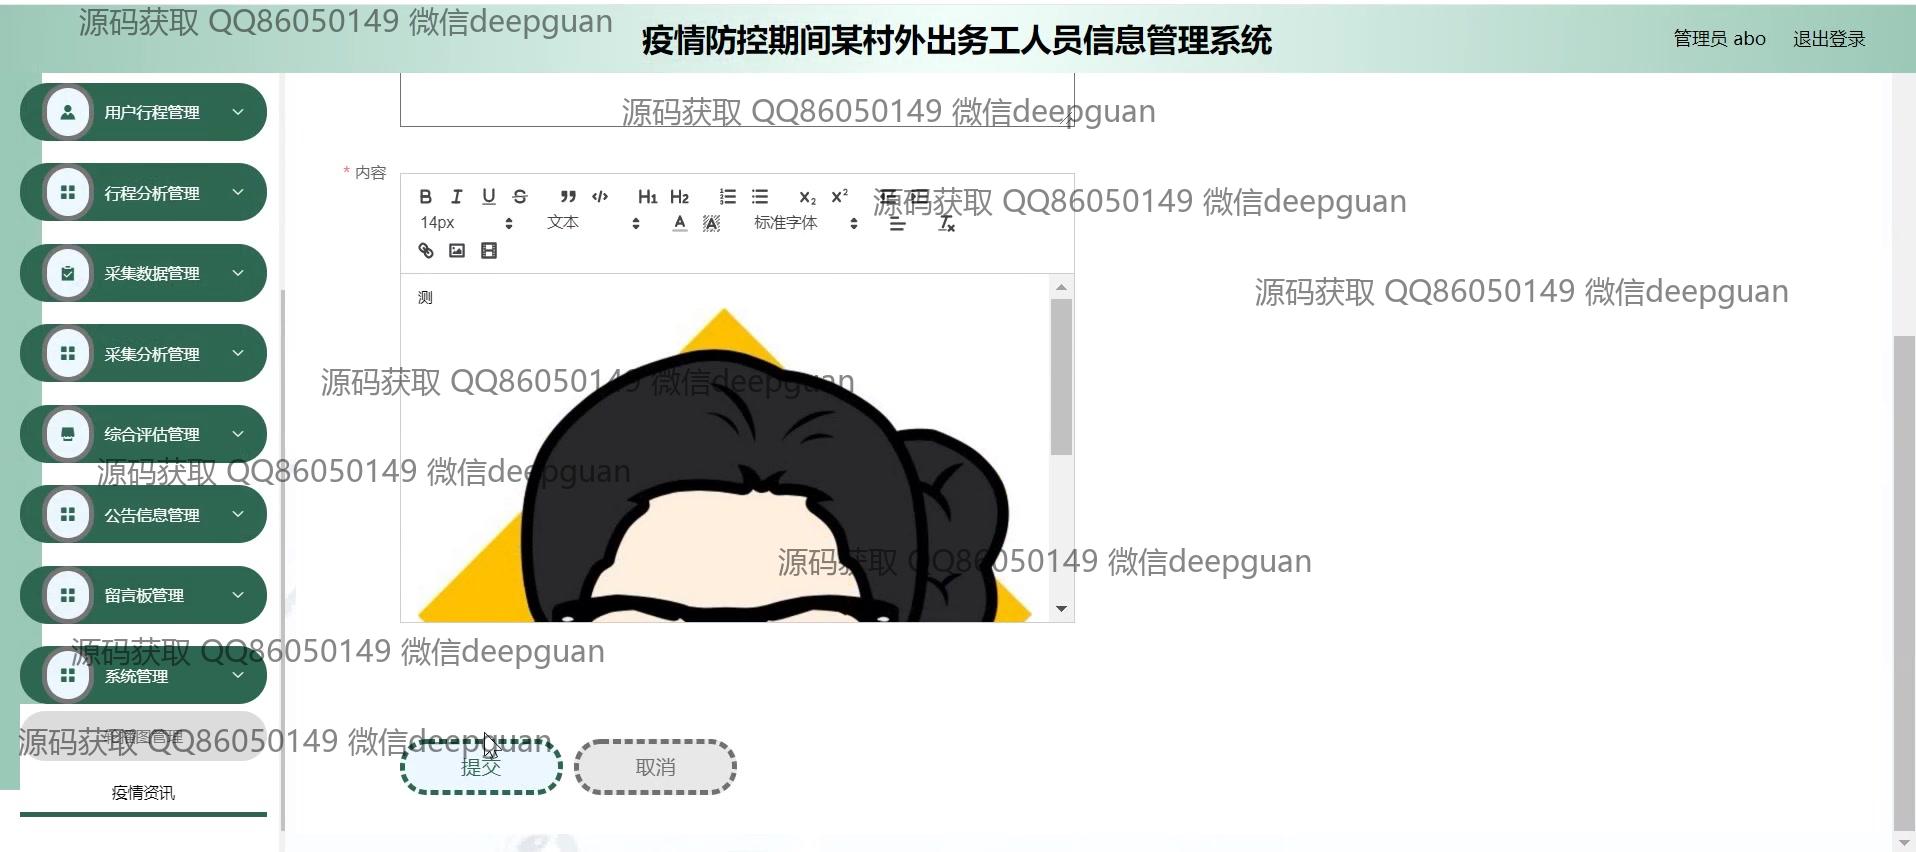 源码获取 QQ86050149 微信deepguan
疫情防控期间某村外出务工人员信息管理系统
管理员 abo
退出登录
用户行程管理
源码获取 QQ86050149 微信deepguan
* 内容
行程分析管理
B I U S ” </> H1 H2 X2 X2
源码获取 QQ86050149 微信deepguan
14px 文本 A A 标准字体 Tx
采集数据管理
测
源码获取 QQ86050149 微信deepguan
采集分析管理
源码获取 QQ86050149 微信deepguan
综合评估管理
源码获取 QQ86050149 微信deepguan
公告信息管理
源码获取 QQ86050149 微信deepguan
留言板管理
源码获取 QQ86050149 微信deepguan
系统管理
轮播图管理
源码获取 QQ86050149 微信deepguan
提交
取消
疫情资讯